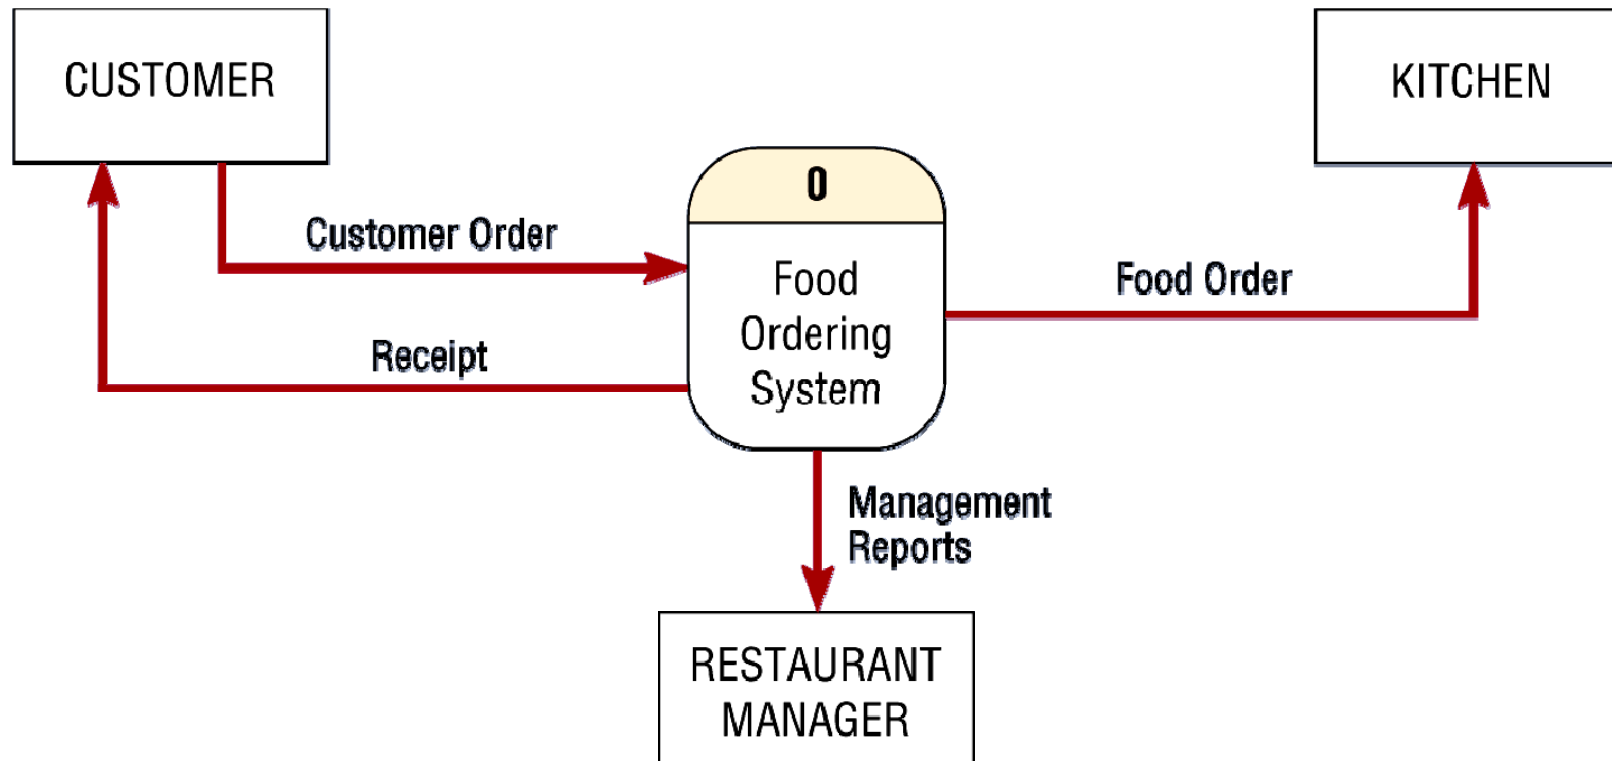 CUSTOMER
KITCHEN
0
Customer Order
Food
Ordering
System
Food Order
Receipt
Management
Reports
RESTAURANT
MANAGER